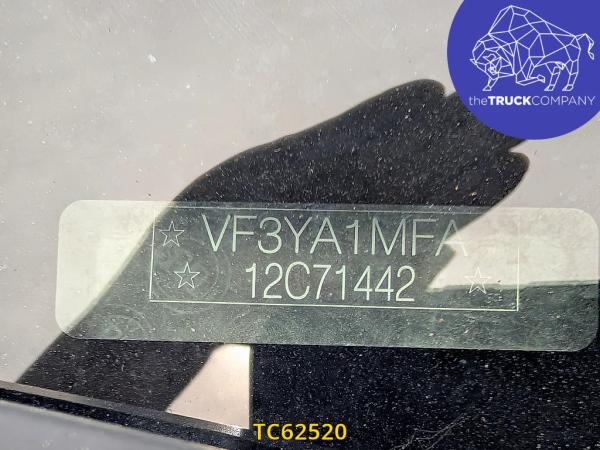 theTRUCKCOMPANY
VF3YA1MFA
12C71442
TC62520